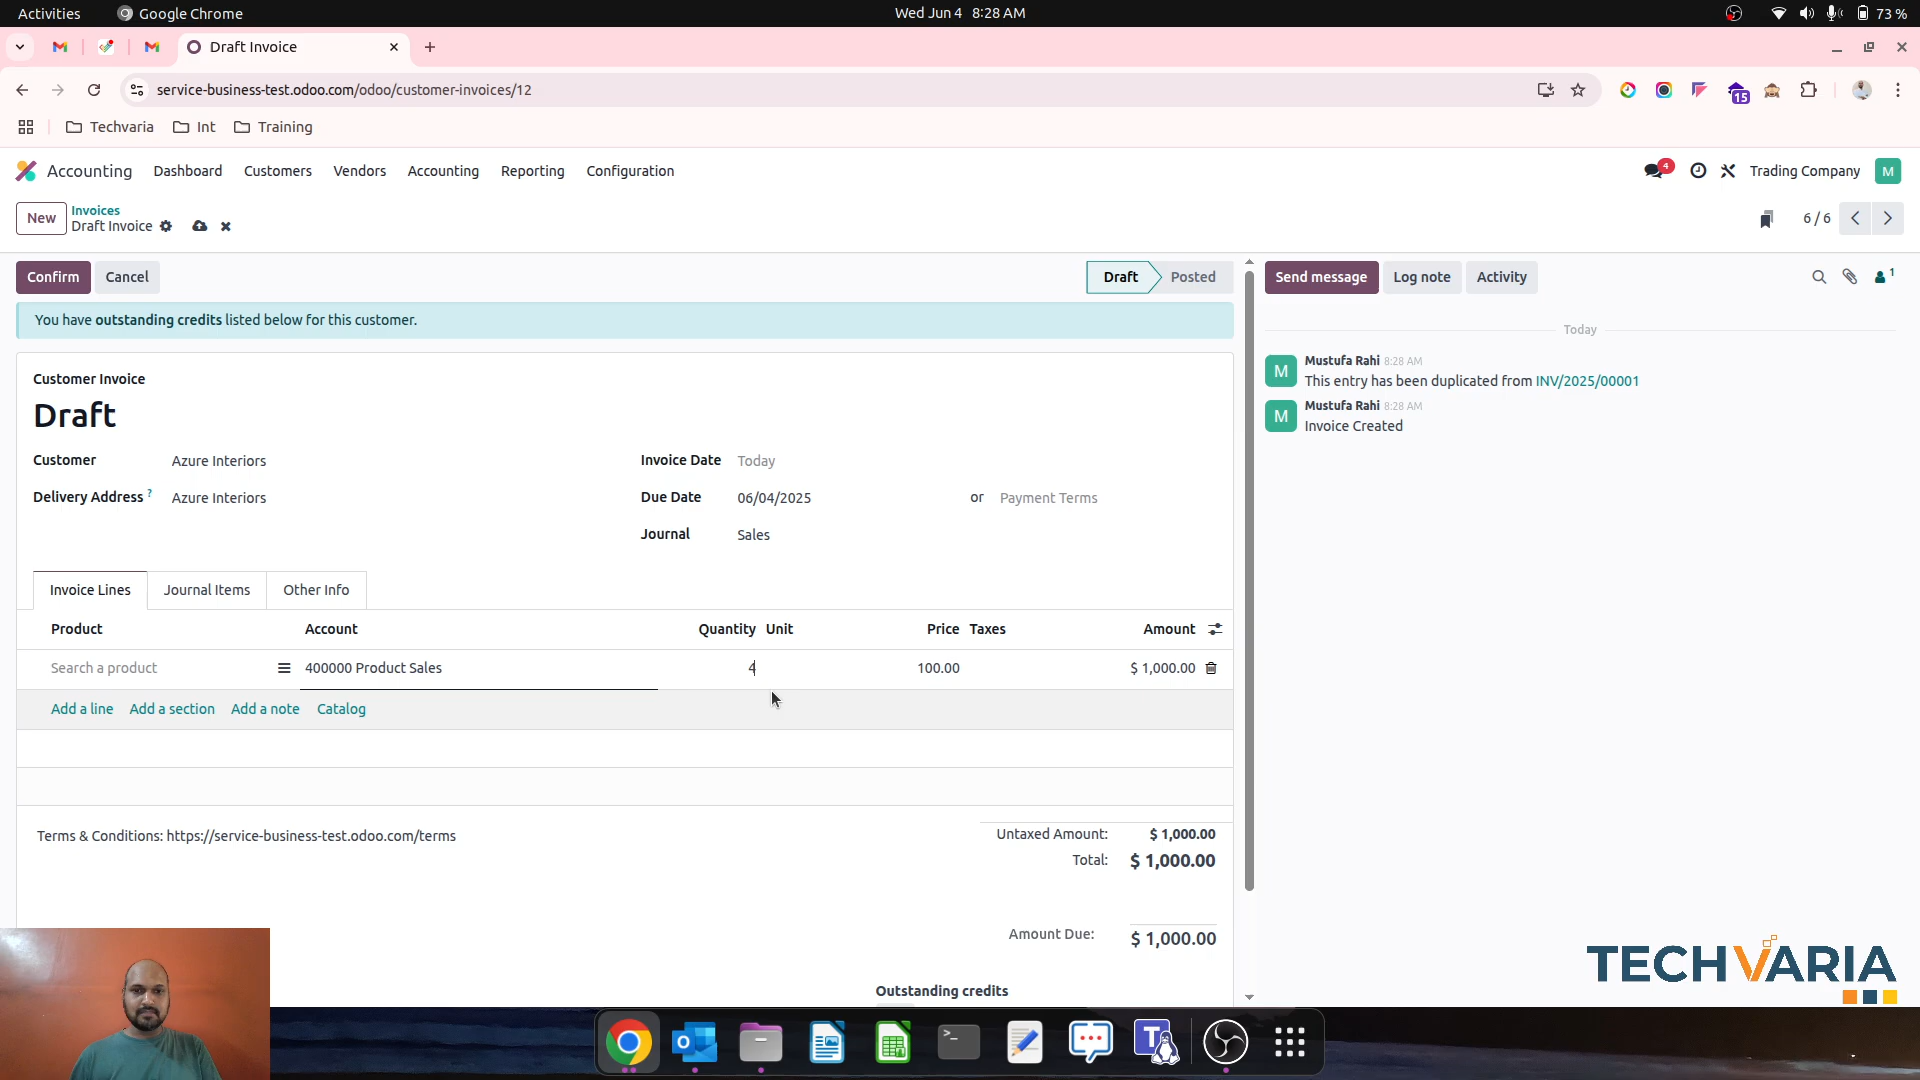 Activities Google Chrome Wed Jun 4 8:28 AM 73 %
Draft Invoice
service-business-test.odoo.com/odoo/customer-invoices/12 15
Techvaria Int Training
Accounting Dashboard Customers Vendors Accounting Reporting Configuration 4 Trading Company M
New Invoices
Draft Invoice 6 / 6
Confirm Cancel Draft Posted Send message Log note Activity 1
You have outstanding credits listed below for this customer.
Today
Customer Invoice
Draft
M Mustufa Rahi 8:28 AM
This entry has been duplicated from INV/2025/00001
M Mustufa Rahi 8:28 AM
Invoice Created
Customer Azure Interiors Invoice Date Today
Delivery Address ? Azure Interiors Due Date 06/04/2025 or Payment Terms
Journal Sales
Invoice Lines Journal Items Other Info
Product Account Quantity Unit Price Taxes Amount
Search a product 400000 Product Sales 4 100.00 $ 1,000.00
Add a line Add a section Add a note Catalog
Terms & Conditions: https://service-business-test.odoo.com/terms
Untaxed Amount: $ 1,000.00
Total: $ 1,000.00
Amount Due: $ 1,000.00
Outstanding credits
TECHVARIA